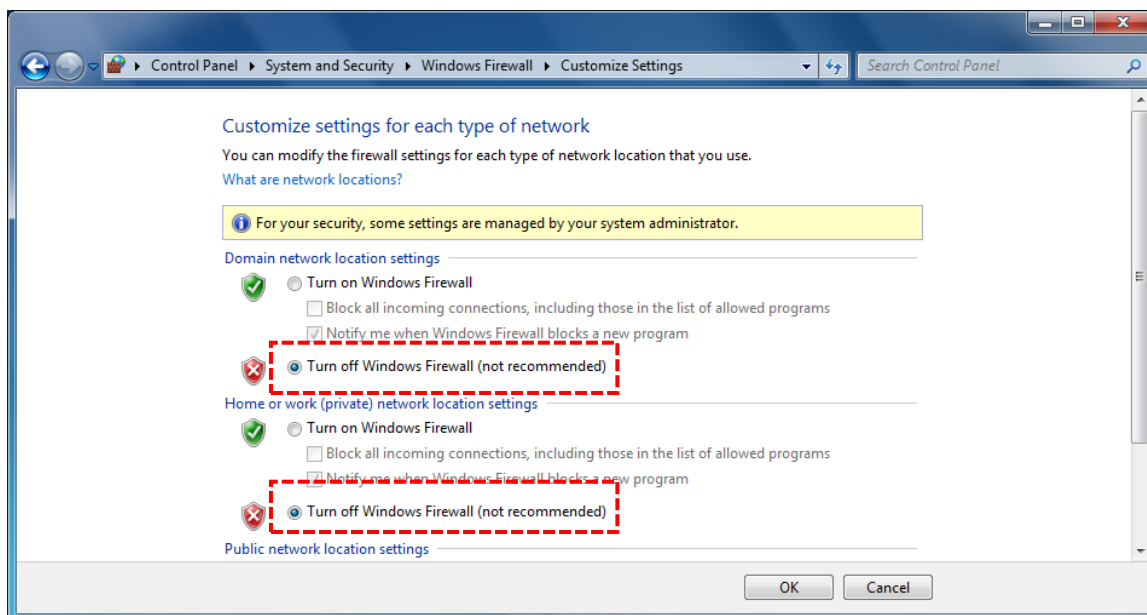 Control Panel ▸ System and Security ▸ Windows Firewall ▸ Customize Settings
Search Control Panel
Customize settings for each type of network
You can modify the firewall settings for each type of network location that you use.
What are network locations?
For your security, some settings are managed by your system administrator.
Domain network location settings
Turn on Windows Firewall
Block all incoming connections, including those in the list of allowed programs
Notify me when Windows Firewall blocks a new program
Turn off Windows Firewall (not recommended)
Home or work (private) network location settings
Turn on Windows Firewall
Block all incoming connections, including those in the list of allowed programs
Notify me when Windows Firewall blocks a new program
Turn off Windows Firewall (not recommended)
Public network location settings
OK Cancel